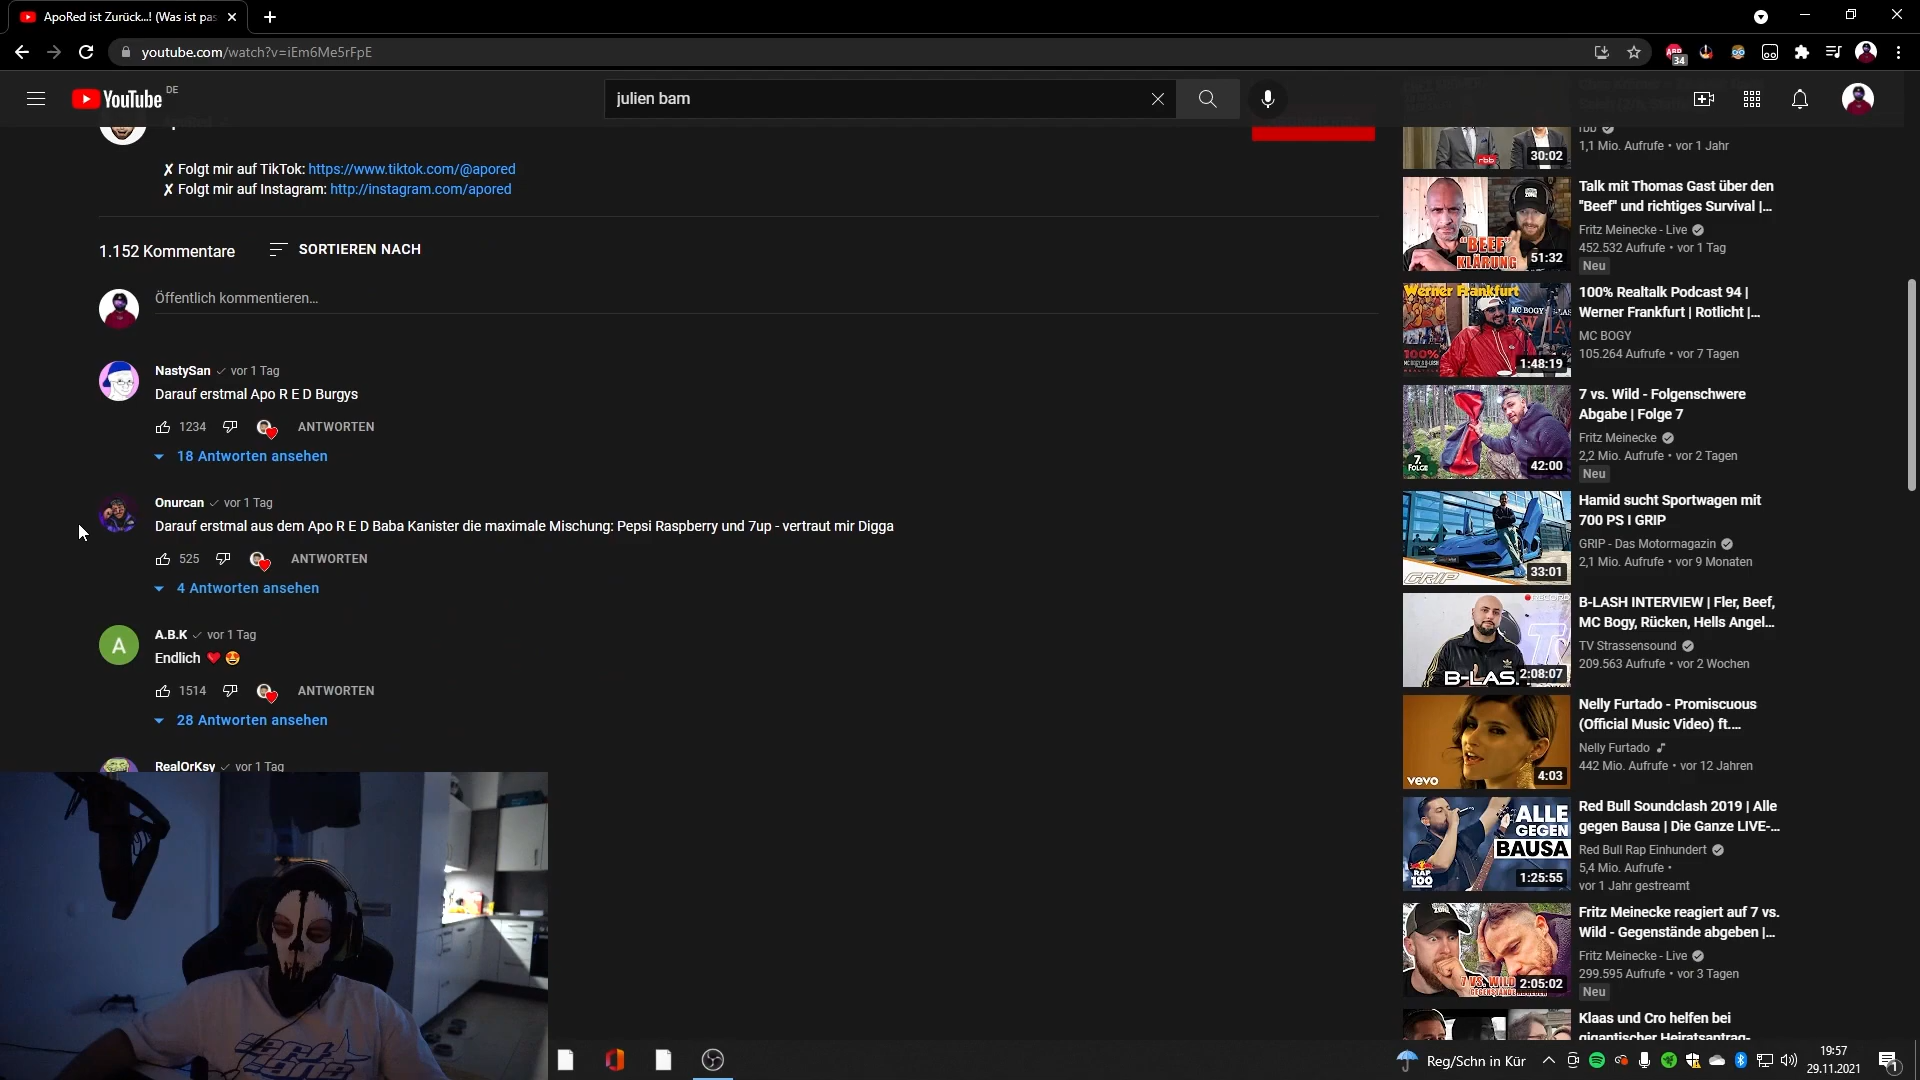 ApoRed ist Zurück...! (Was ist pas
youtube.com/watch?v=iEm6Me5rFpE
34
YouTube DE
julien bam
✗ Folgt mir auf TikTok: https://www.tiktok.com/@apored
✗ Folgt mir auf Instagram: http://instagram.com/apored
1.152 Kommentare
SORTIEREN NACH
Öffentlich kommentieren...
NastySan vor 1 Tag
Darauf erstmal Apo R E D Burgys
1234 ANTWORTEN
18 Antworten ansehen
Onurcan vor 1 Tag
Darauf erstmal aus dem Apo R E D Baba Kanister die maximale Mischung: Pepsi Raspberry und 7up - vertraut mir Digga
525 ANTWORTEN
4 Antworten ansehen
A
A.B.K vor 1 Tag
Endlich ❤️ 🤩
1514 ANTWORTEN
28 Antworten ansehen
RealOrKsy vor 1 Tag
rbb
30:02
rbb
1,1 Mio. Aufrufe • vor 1 Jahr
"BEEF"
KLÄRUNG
51:32
Talk mit Thomas Gast über den
"Beef" und richtiges Survival |...
Fritz Meinecke - Live
452.532 Aufrufe • vor 1 Tag
Neu
Werner Frankfurt
MC BOGY
100%
1:48:19
100% Realtalk Podcast 94 |
Werner Frankfurt | Rotlicht |...
MC BOGY
105.264 Aufrufe • vor 7 Tagen
7.
FOLGE
42:00
7 vs. Wild - Folgenschwere
Abgabe | Folge 7
Fritz Meinecke
2,2 Mio. Aufrufe • vor 2 Tagen
Neu
GRIP
33:01
Hamid sucht Sportwagen mit
700 PS I GRIP
GRIP - Das Motormagazin
2,1 Mio. Aufrufe • vor 9 Monaten
B-LAS
2:08:07
B-LASH INTERVIEW | Fler, Beef,
MC Bogy, Rücken, Hells Angel...
TV Strassensound
209.563 Aufrufe • vor 2 Wochen
vevo
4:03
Nelly Furtado - Promiscuous
(Official Music Video) ft....
Nelly Furtado
442 Mio. Aufrufe • vor 12 Jahren
ALLE
GEGEN
BAUSA
RAP
100
1:25:55
Red Bull Soundclash 2019 | Alle
gegen Bausa | Die Ganze LIVE-...
Red Bull Rap Einhundert
5,4 Mio. Aufrufe •
vor 1 Jahr gestreamt
7 VS. WILD
2:05:02
Fritz Meinecke reagiert auf 7 vs.
Wild - Gegenstände abgeben |...
Fritz Meinecke - Live
299.595 Aufrufe • vor 3 Tagen
Neu
Klaas und Cro helfen bei
gigantischer Heiratsantrag-
Reg/Schn in Kür
19:57
29.11.2021
1